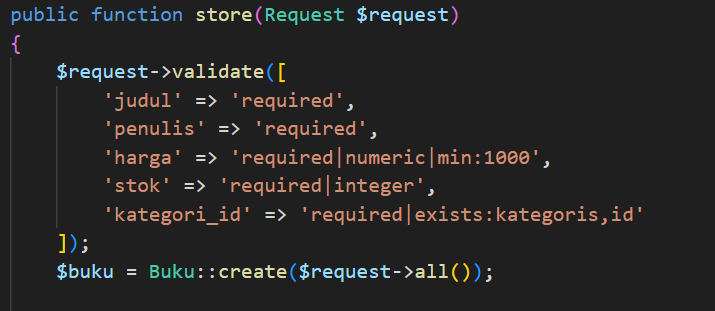 public function store(Request $request)
{
    $request->validate([
        'judul' => 'required',
        'penulis' => 'required',
        'harga' => 'required|numeric|min:1000',
        'stok' => 'required|integer',
        'kategori_id' => 'required|exists:kategoris,id'
    ]);
    $buku = Buku::create($request->all());